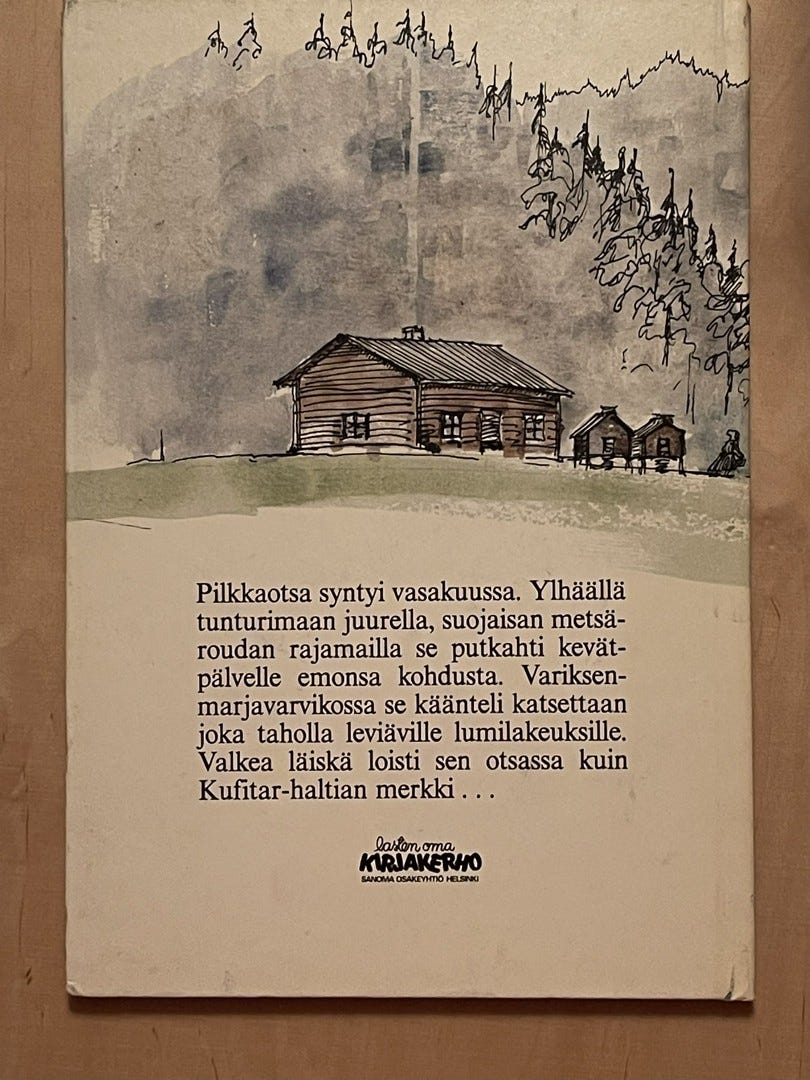 Pilkkaotsa syntyi vasakuussa. Ylhäällä
tunturimaan juurella, suojaisan metsä-
roudan rajamailla se putkahti kevät-
pälvelle emonsa kohdusta. Variksen-
marjavarvikossa se käänteli katsettaan
joka taholla leviäville lumilakeuksille.
Valkea läiskä loisti sen otsassa kuin
Kufitar-haltian merkki . . .
lasten oma
KIRJAKERHO
SANOMA OSAKEYHTIÖ HELSINKI